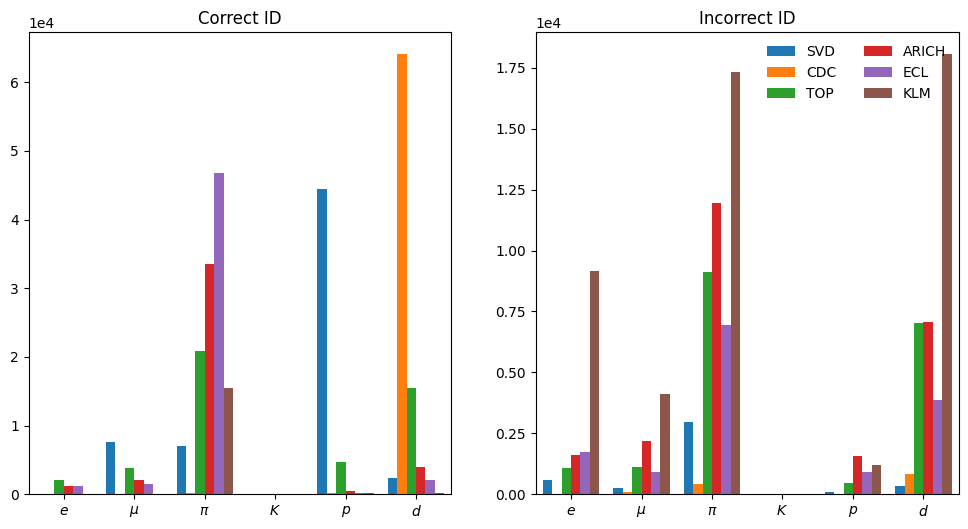 Correct ID
1e4
6
5
4
3
2
1
0
e μ π K p d
Incorrect ID
1e4
1.75
1.50
1.25
1.00
0.75
0.50
0.25
0.00
e μ π K p d
SVD ARICH
CDC ECL
TOP KLM